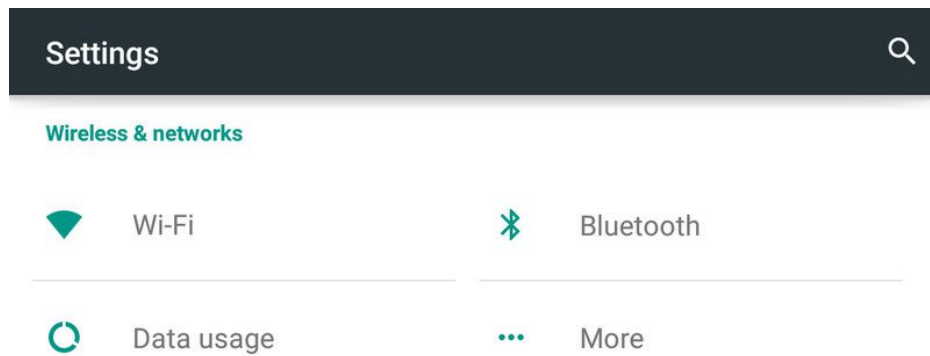 Settings
Wireless & networks
Wi-Fi
Bluetooth
Data usage
More